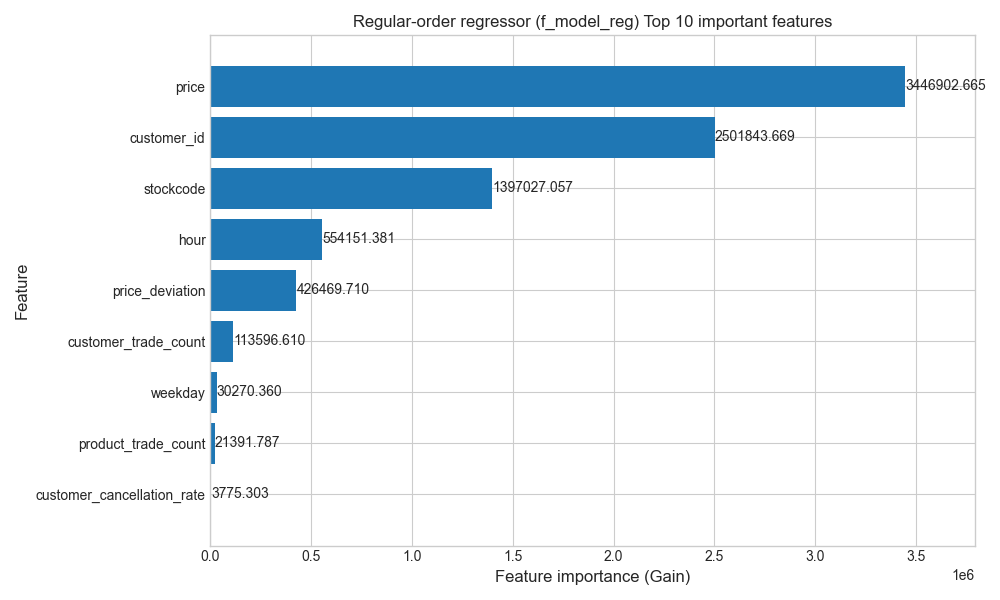 Regular-order regressor (f_model_reg) Top 10 important features
price
3446902.665
customer_id
2501843.669
stockcode
1397027.057
hour
554151.381
price_deviation
426469.710
customer_trade_count
113596.610
weekday
30270.360
product_trade_count
21391.787
customer_cancellation_rate
3775.303
Feature
0.0 0.5 1.0 1.5 2.0 2.5 3.0 3.5
1e6
Feature importance (Gain)